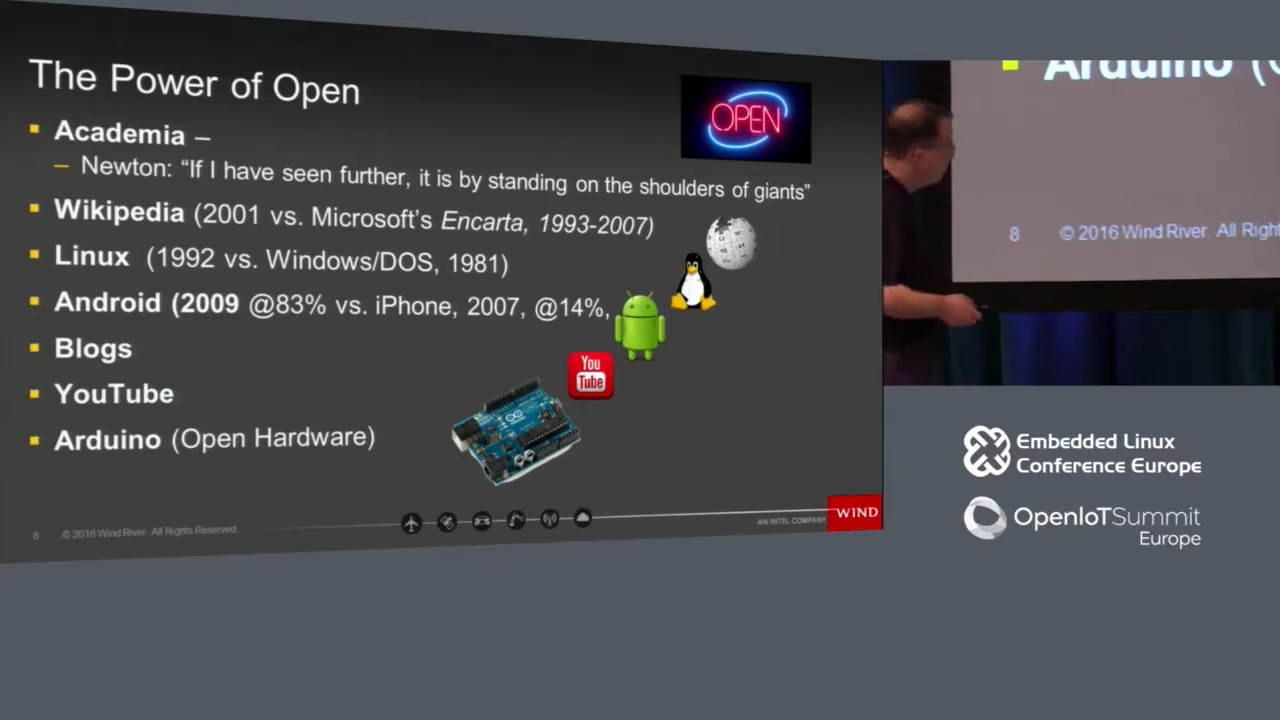 The Power of Open
OPEN
Academia –
– Newton: “If I have seen further, it is by standing on the shoulders of giants”
Wikipedia (2001 vs. Microsoft’s Encarta, 1993-2007)
Linux (1992 vs. Windows/DOS, 1981)
Android (2009 @83% vs. iPhone, 2007, @14%,
Blogs
You
Tube
YouTube
Arduino (Open Hardware)
8 © 2016 Wind River. All Rights Reserved.
AN INTEL COMPANY
WIND
Arduino (
8 © 2016 Wind River. All Right
Embedded Linux
Conference Europe
OpenIoTSummit
Europe